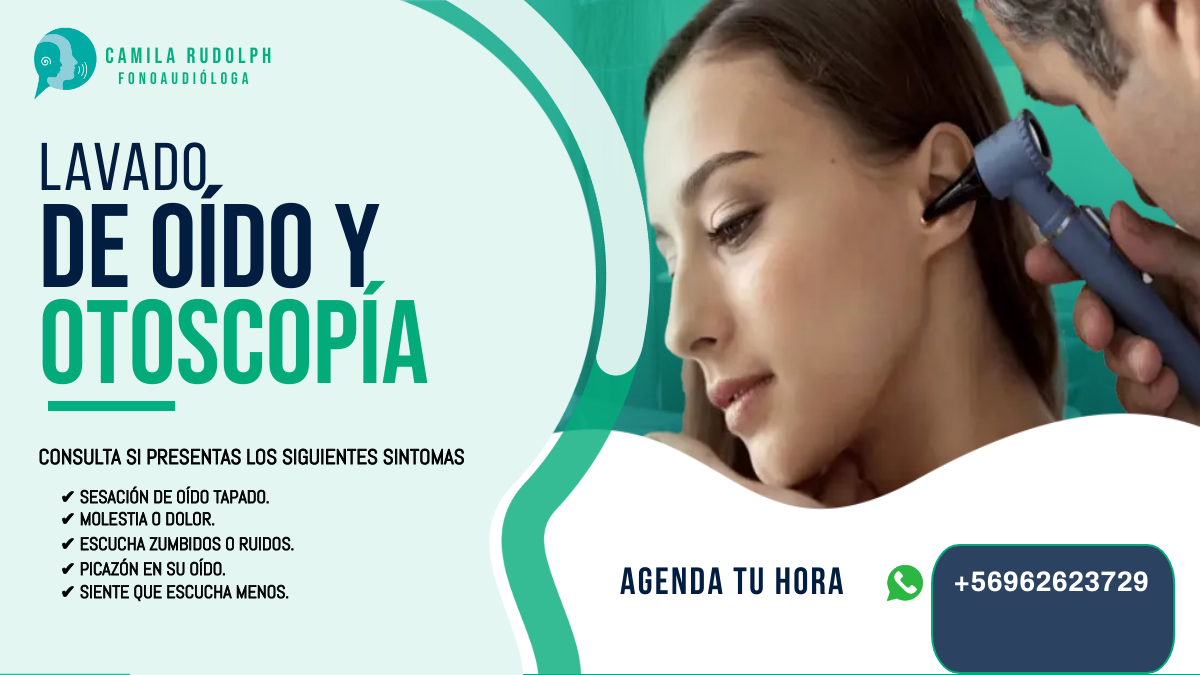 CAMILA RUDOLPH
FONOAUDIÓLOGA
LAVADO
DE OÍDO Y
OTOSCOPÍA
CONSULTA SI PRESENTAS LOS SIGUIENTES SINTOMAS
✔ SESACIÓN DE OÍDO TAPADO.
✔ MOLESTIA O DOLOR.
✔ ESCUCHA ZUMBIDOS O RUIDOS.
✔ PICAZÓN EN SU OÍDO.
✔ SIENTE QUE ESCUCHA MENOS.
AGENDA TU HORA
+56962623729